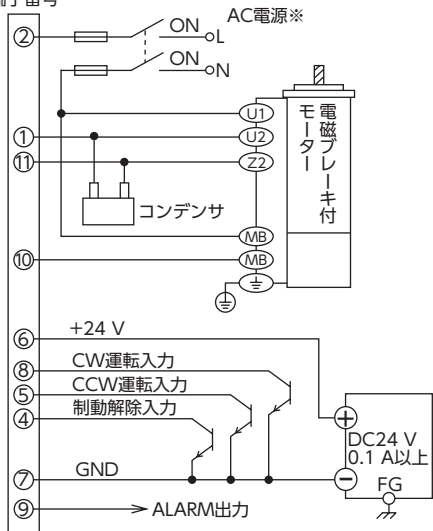 ② ON L AC電源※
ON N
U1
① U2
⑪ Z2
電磁ブレーキ付
モーター
コンデンサ
MB
⑩ MB
⑥ +24 V
⑧ CW運転入力
⑤ CCW運転入力
④ 制動解除入力
DC24 V
0.1 A以上
⑦ GND
FG
⑨ ALARM出力